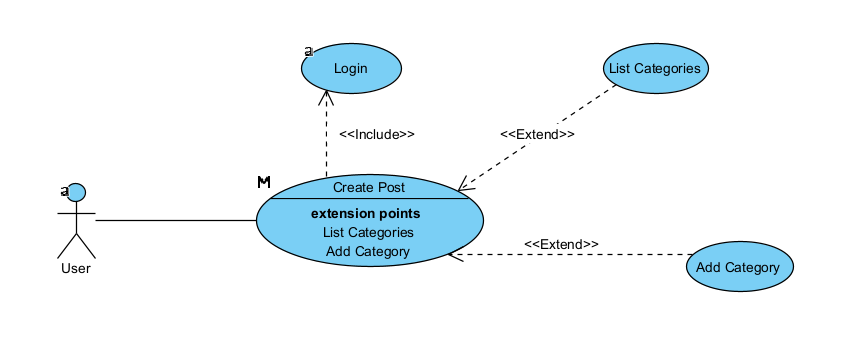 a
Login
List Categories
<<Include>>
<<Extend>>
M
Create Post
a
extension points
List Categories
Add Category
<<Extend>>
User
Add Category